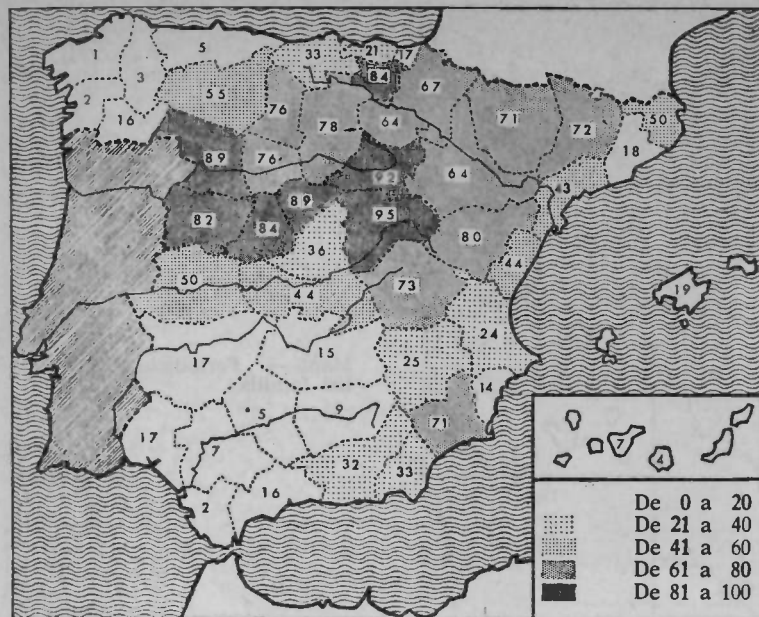 1 5 33 21 17
3 84
2 55 67
16 76 71 72 50
78 64
89 76 18
92 64 43
82 84 89 95
36 80
50 44 73 44 19
17 15 25 24
14
17 7 5 9 71
32 33
2 16
7 4
De 0 a 20
De 21 a 40
De 41 a 60
De 61 a 80
De 81 a 100